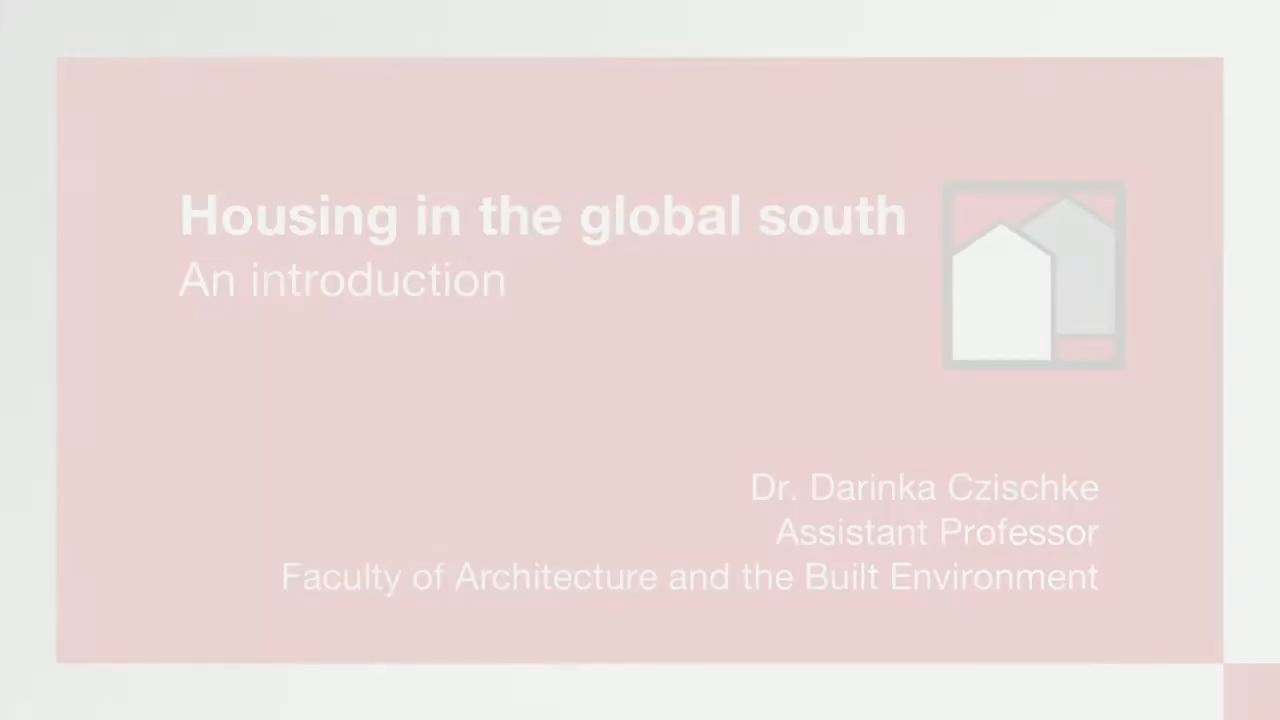 Housing in the global south
An introduction
Dr. Darinka Czischke
Assistant Professor
Faculty of Architecture and the Built Environment